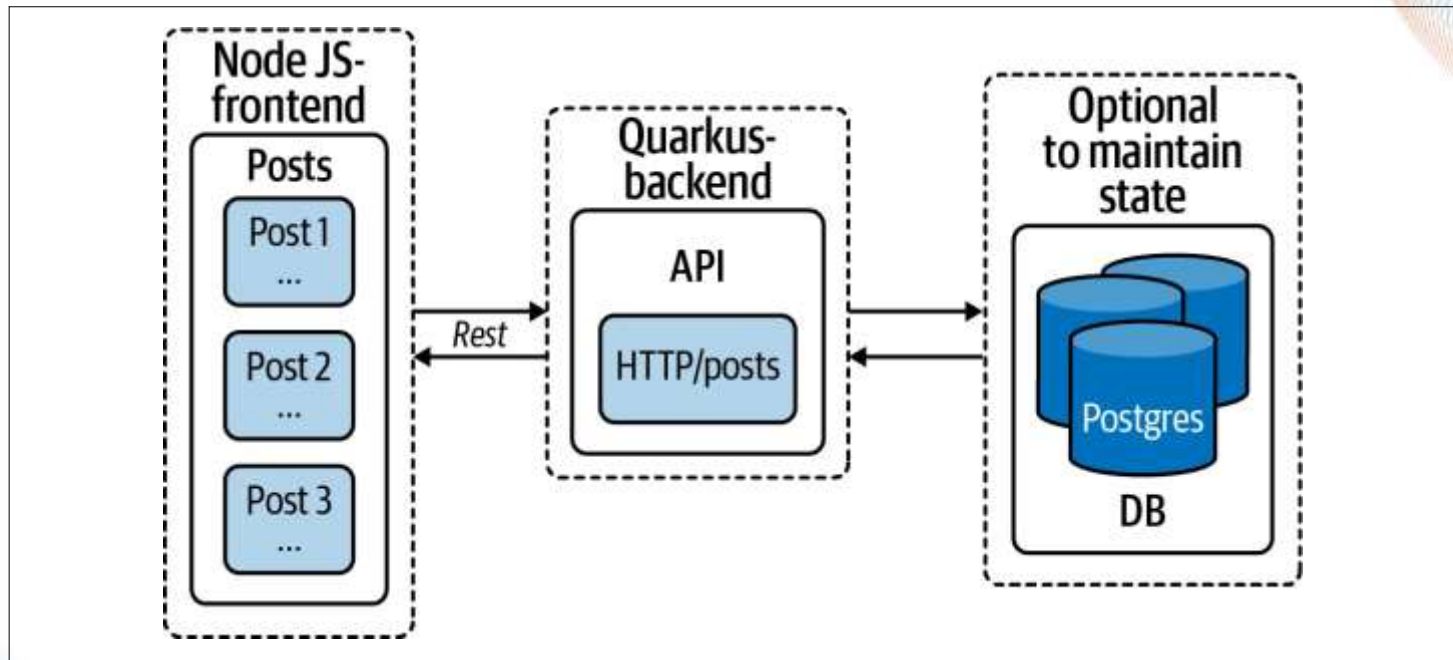 Node JS-
frontend
Posts
Post 1
...
Post 2
...
Post 3
...
Rest
Quarkus-
backend
API
HTTP/posts
Optional
to maintain
state
Postgres
DB